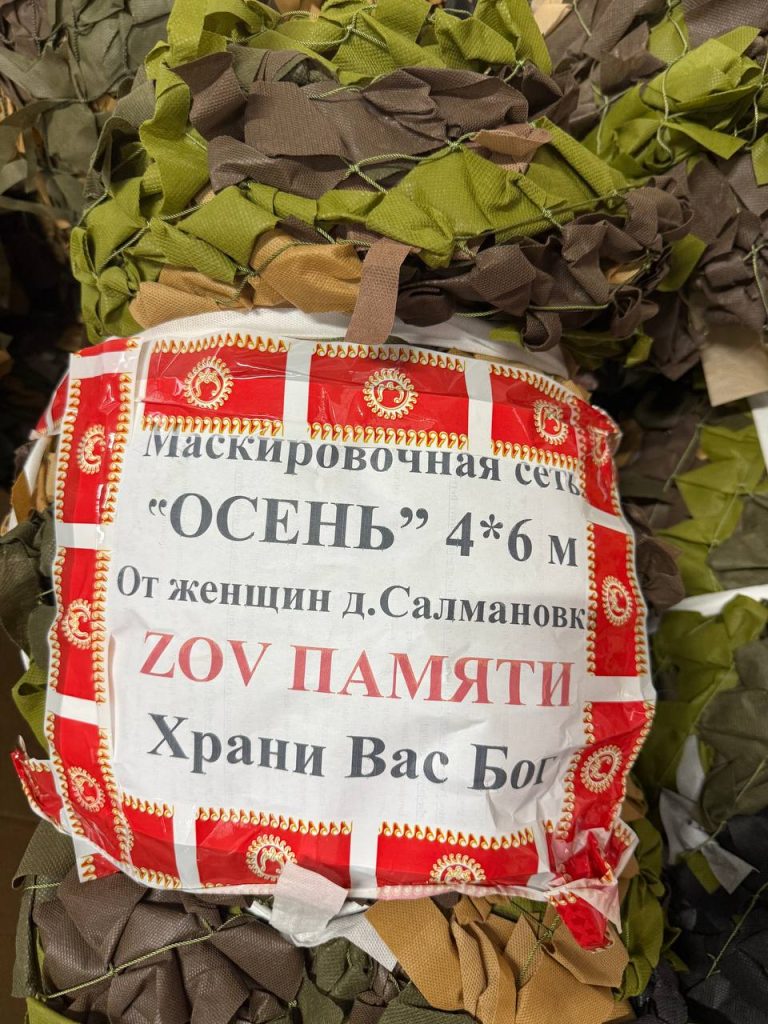 Маскировочная сеть
“ОСЕНЬ” 4*6 м
От женщин д.Салмановк
ZOV ПАМЯТИ
Храни Вас Бог